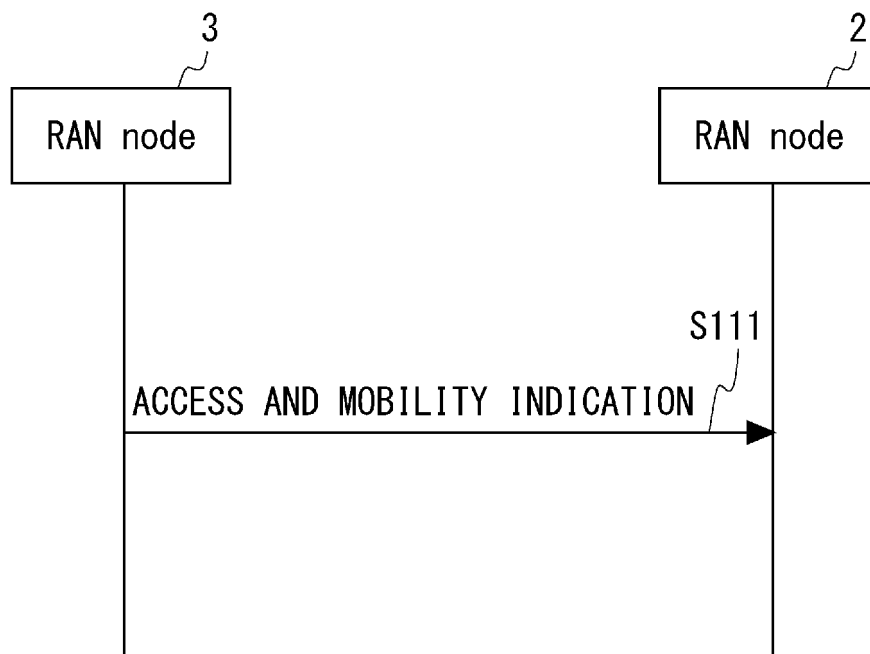 3
2
RAN node
RAN node
S111
ACCESS AND MOBILITY INDICATION